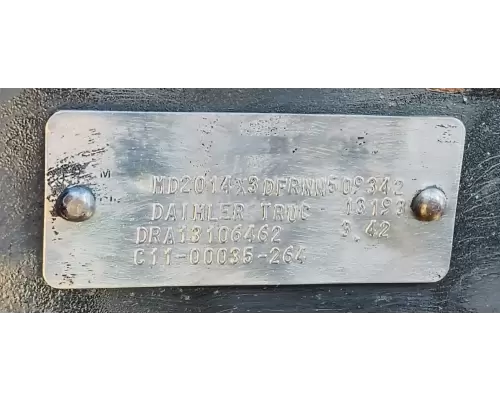 MD2014X3DFRNN509342
DAIMLER TRUC 13193
DRA13106462 3.42
C11-00035-264